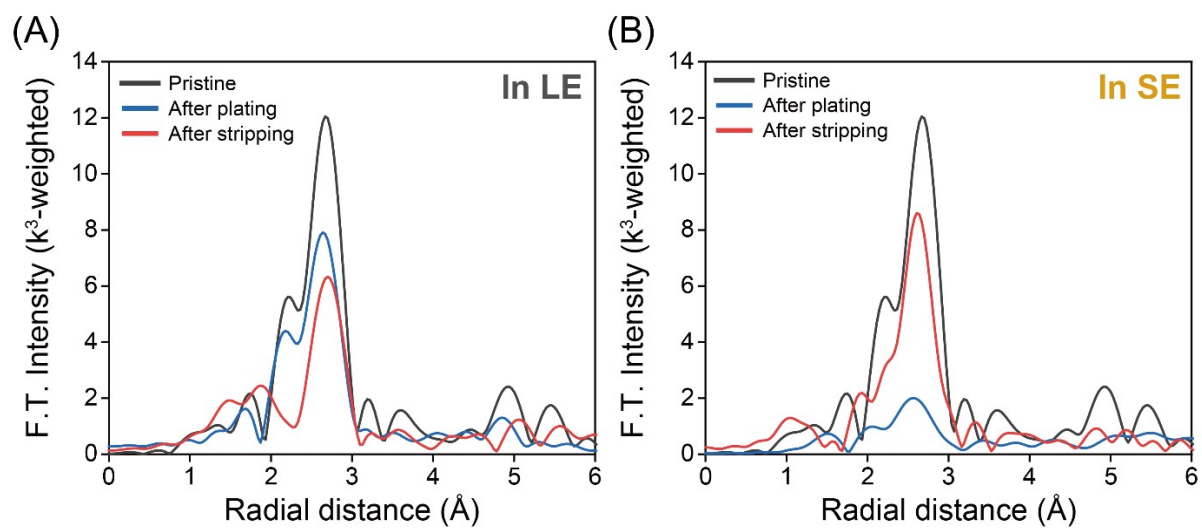 (A)
14
12
10
8
6
4
2
0
F.T. Intensity (k³-weighted)
Pristine
After plating
After stripping
In LE
0 1 2 3 4 5 6
Radial distance (Å)
(B)
14
12
10
8
6
4
2
0
F.T. Intensity (k³-weighted)
Pristine
After plating
After stripping
In SE
0 1 2 3 4 5 6
Radial distance (Å)